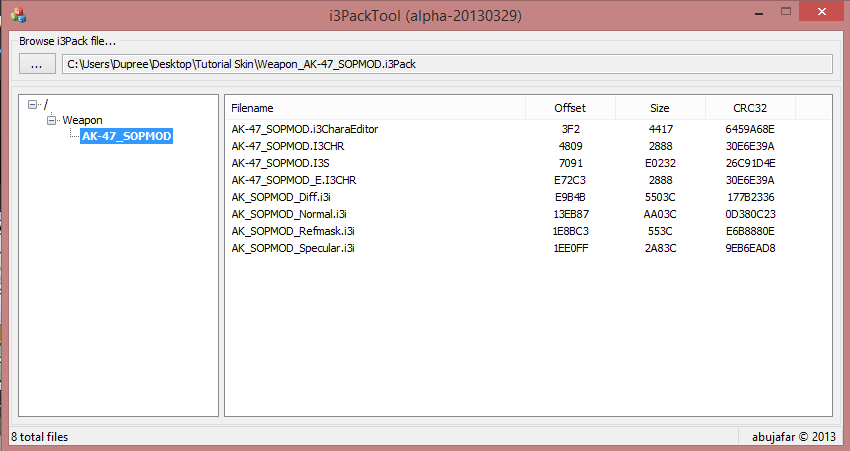 i3PackTool (alpha-20130329)
Browse i3Pack file...
... C:\Users\Dupree\Desktop\Tutorial Skin\Weapon_AK-47_SOPMOD.i3Pack
/
Weapon
AK-47_SOPMOD
Filename Offset Size CRC32
AK-47_SOPMOD.i3CharaEditor 3F2 4417 6459A68E
AK-47_SOPMOD.I3CHR 4809 2888 30E6E39A
AK-47_SOPMOD.I3S 7091 E0232 26C91D4E
AK-47_SOPMOD_E.I3CHR E72C3 2888 30E6E39A
AK_SOPMOD_Diff.i3i E9B4B 5503C 177B2336
AK_SOPMOD_Normal.i3i 13EB87 AA03C 0D380C23
AK_SOPMOD_Refmask.i3i 1E8BC3 553C E6B8880E
AK_SOPMOD_Specular.i3i 1EE0FF 2A83C 9EB6EAD8
8 total files abujafar © 2013